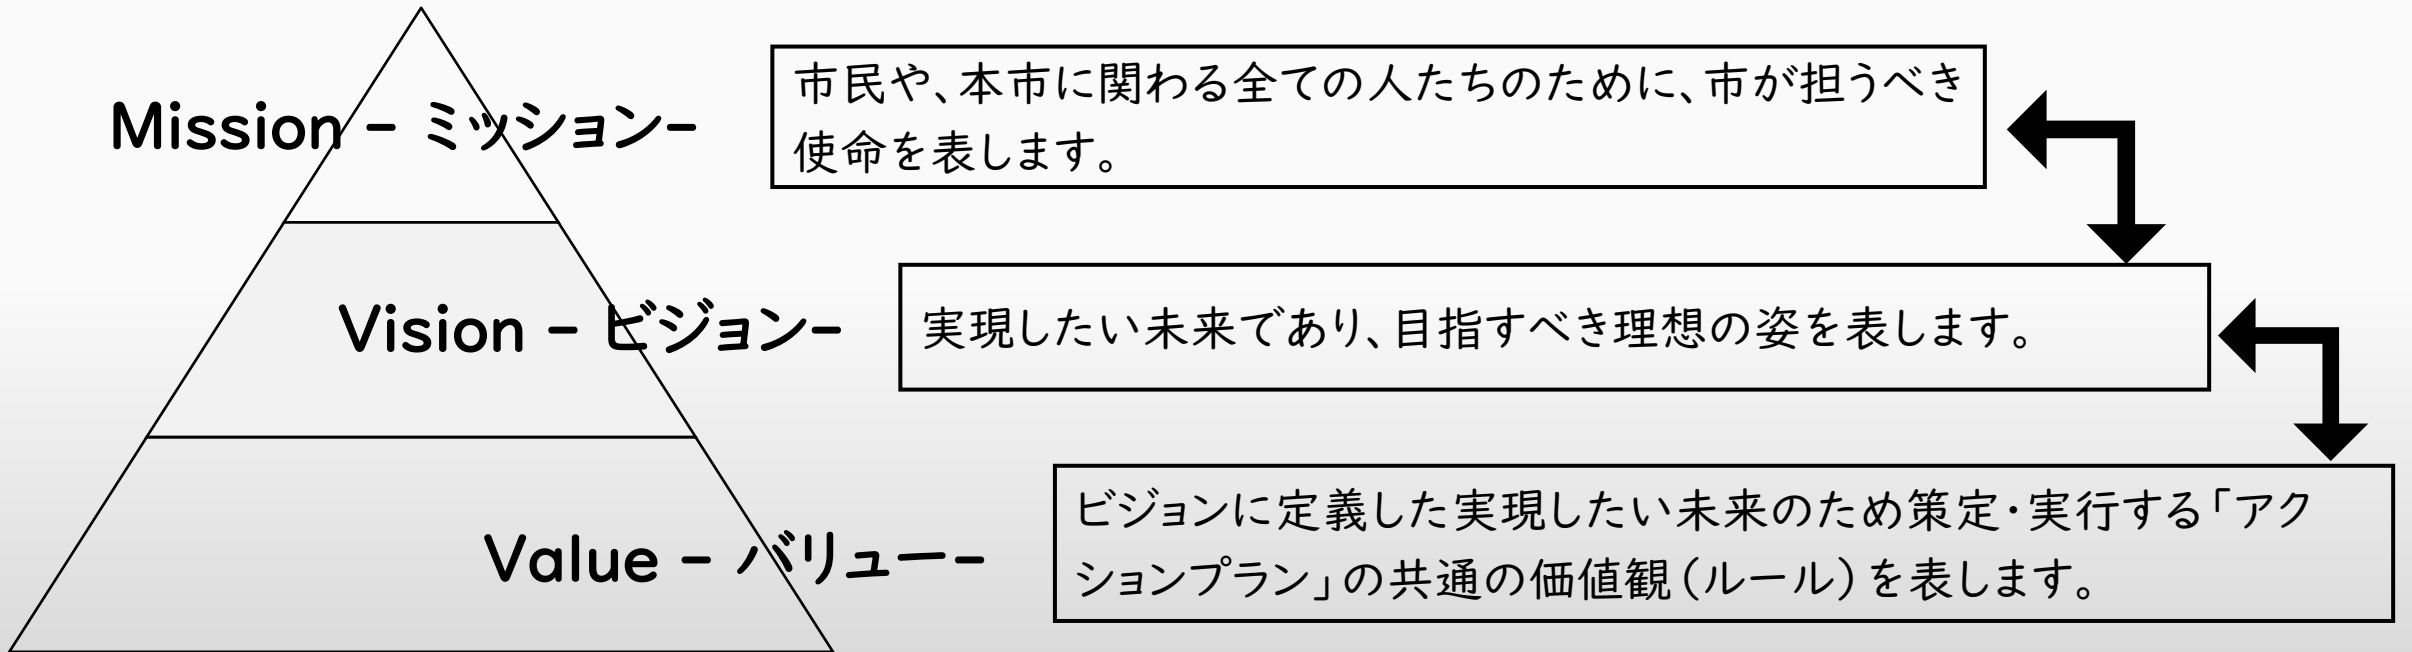 Mission - ミッション-
市民や、本市に関わる全ての人たちのために、市が担うべき
使命を表します。
Vision - ビジョン-
実現したい未来であり、目指すべき理想の姿を表します。
Value - バリュー-
ビジョンに定義した実現したい未来のため策定・実行する「アク
ションプラン」の共通の価値観(ルール)を表します。